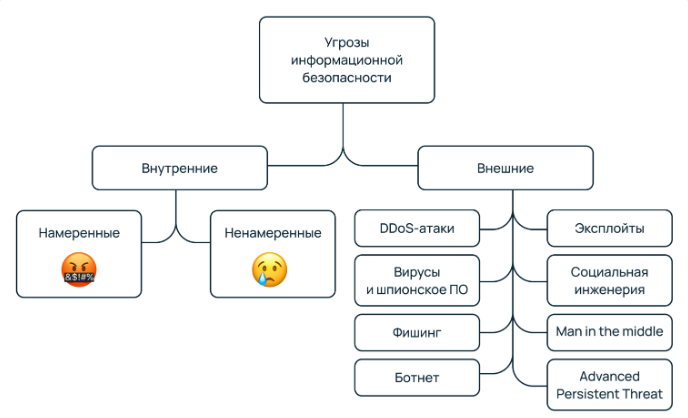 Угрозы
информационной
безопасности
Внутренние
Внешние
Намеренные
&$!#%
Ненамеренные
DDoS-атаки
Эксплойты
Вирусы
и шпионское ПО
Социальная
инженерия
Фишинг
Man in the middle
Ботнет
Advanced
Persistent Threat